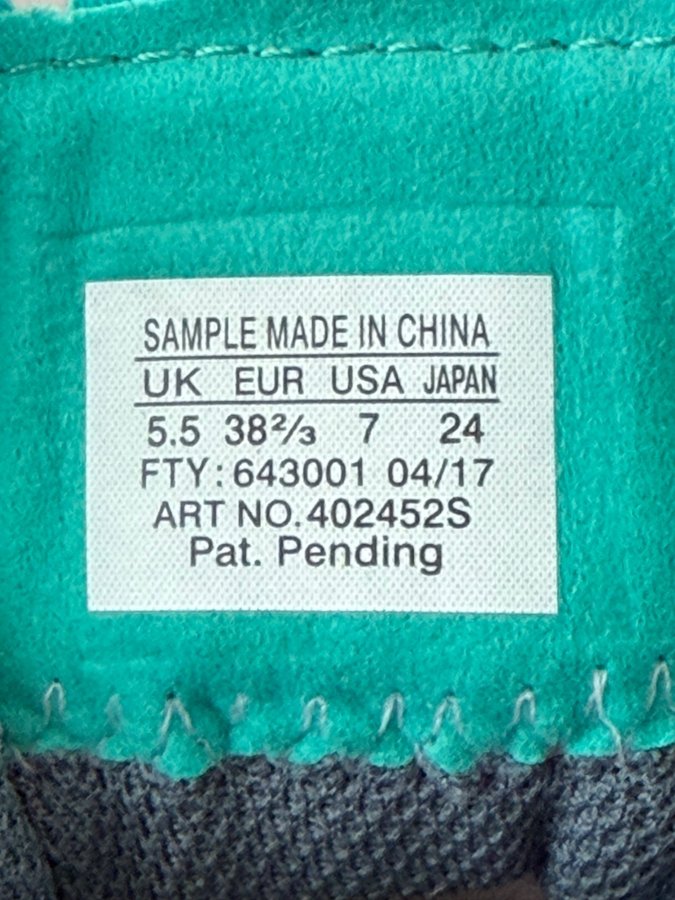 SAMPLE MADE IN CHINA
UK EUR USA JAPAN
5.5 38⅔ 7 24
FTY:643001 04/17
ART NO.402452S
Pat. Pending